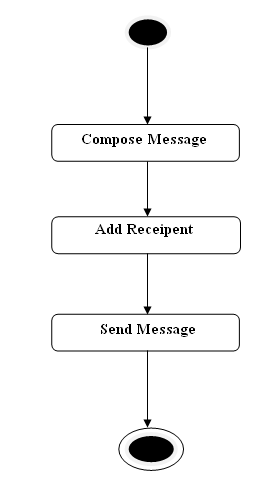 Compose Message
Add Receipent
Send Message